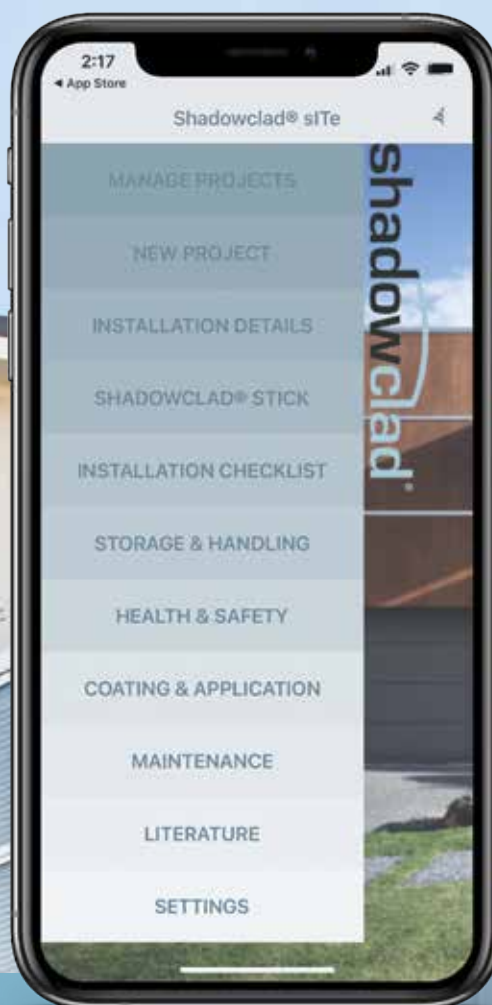 2:17
◀ App Store
Shadowclad® sITe
MANAGE PROJECTS
NEW PROJECT
INSTALLATION DETAILS
SHADOWCLAD® STICK
INSTALLATION CHECKLIST
STORAGE & HANDLING
HEALTH & SAFETY
COATING & APPLICATION
MAINTENANCE
LITERATURE
SETTINGS
shadowclad®